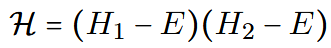 ℋ = (H₁ − E)(H₂ − E)